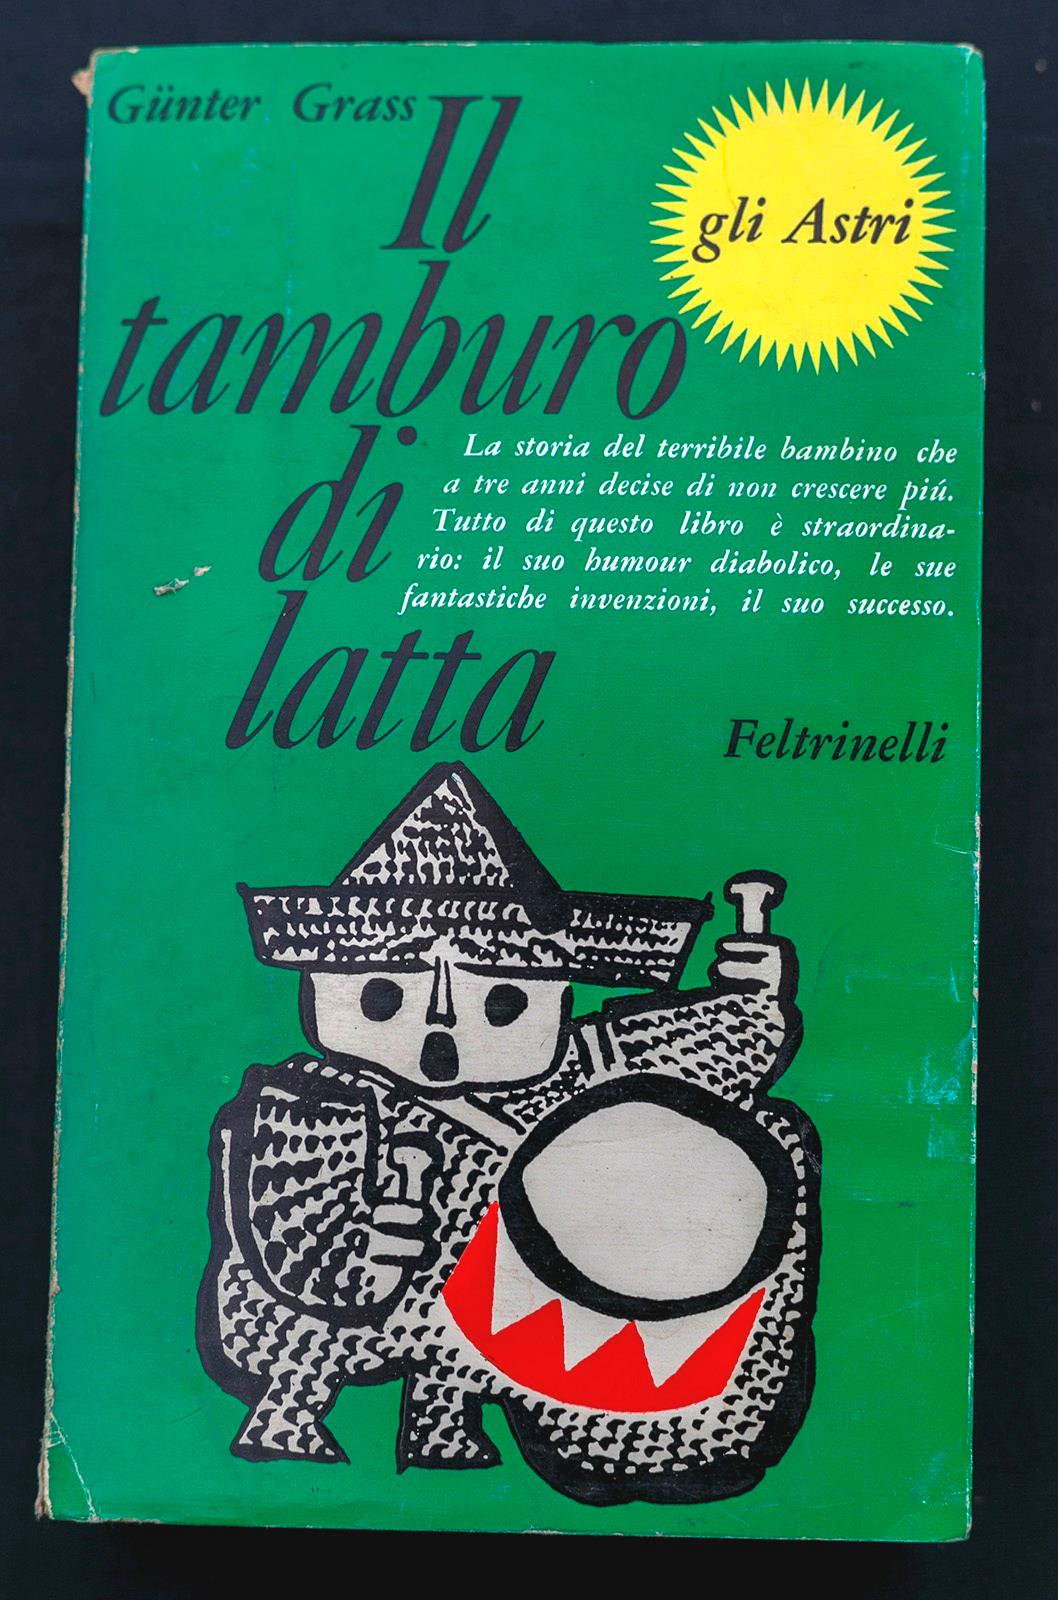 Günter Grass
Il
tamburo
di
latta
gli Astri
La storia del terribile bambino che
a tre anni decise di non crescere piú.
Tutto di questo libro è straordina-
rio: il suo humour diabolico, le sue
fantastiche invenzioni, il suo successo.
Feltrinelli